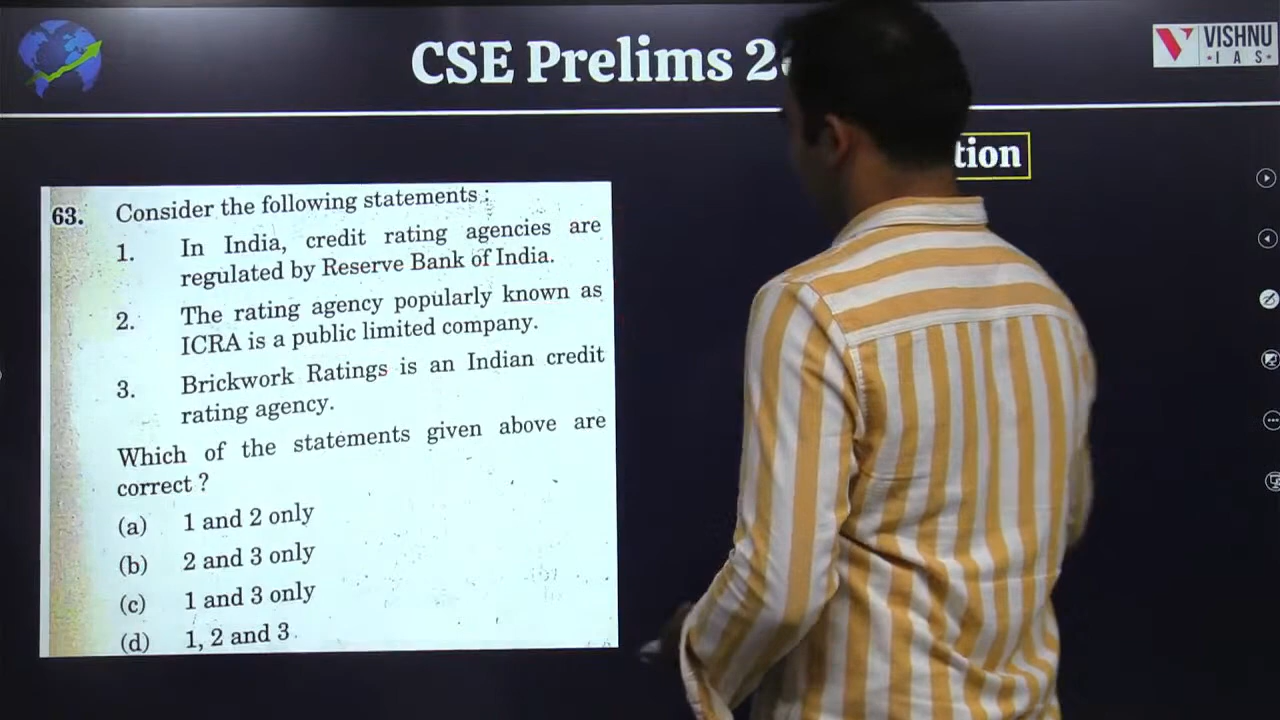 CSE Prelims 2
VISHNU
• I A S •
tion
63. Consider the following statements :
1. In India, credit rating agencies are
regulated by Reserve Bank of India.
2. The rating agency popularly known as
ICRA is a public limited company.
3. Brickwork Ratings is an Indian credit
rating agency.
Which of the statements given above are
correct ?
(a) 1 and 2 only
(b) 2 and 3 only
(c) 1 and 3 only
(d) 1, 2 and 3